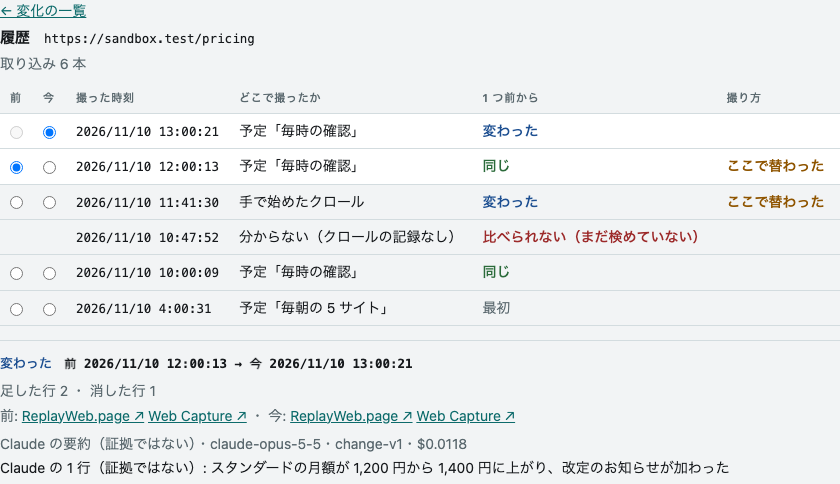 ← 変化の一覧
履歴 https://sandbox.test/pricing
取り込み 6 本
前 今 撮った時刻 どこで撮ったか 1 つ前から 撮り方
2026/11/10 13:00:21 予定「毎時の確認」 変わった
2026/11/10 12:00:13 予定「毎時の確認」 同じ ここで替わった
2026/11/10 11:41:30 手で始めたクロール 変わった ここで替わった
2026/11/10 10:47:52 分からない（クロールの記録なし） 比べられない（まだ検めていない）
2026/11/10 10:00:09 予定「毎時の確認」 同じ
2026/11/10 4:00:31 予定「毎朝の 5 サイト」 最初
変わった 前 2026/11/10 12:00:13 → 今 2026/11/10 13:00:21
足した行 2 ・ 消した行 1
前: ReplayWeb.page ↗ Web Capture ↗ ・ 今: ReplayWeb.page ↗ Web Capture ↗
Claude の要約（証拠ではない）· claude-opus-5-5 · change-v1 · $0.0118
Claude の 1 行（証拠ではない）: スタンダードの月額が 1,200 円から 1,400 円に上がり、改定のお知らせが加わった